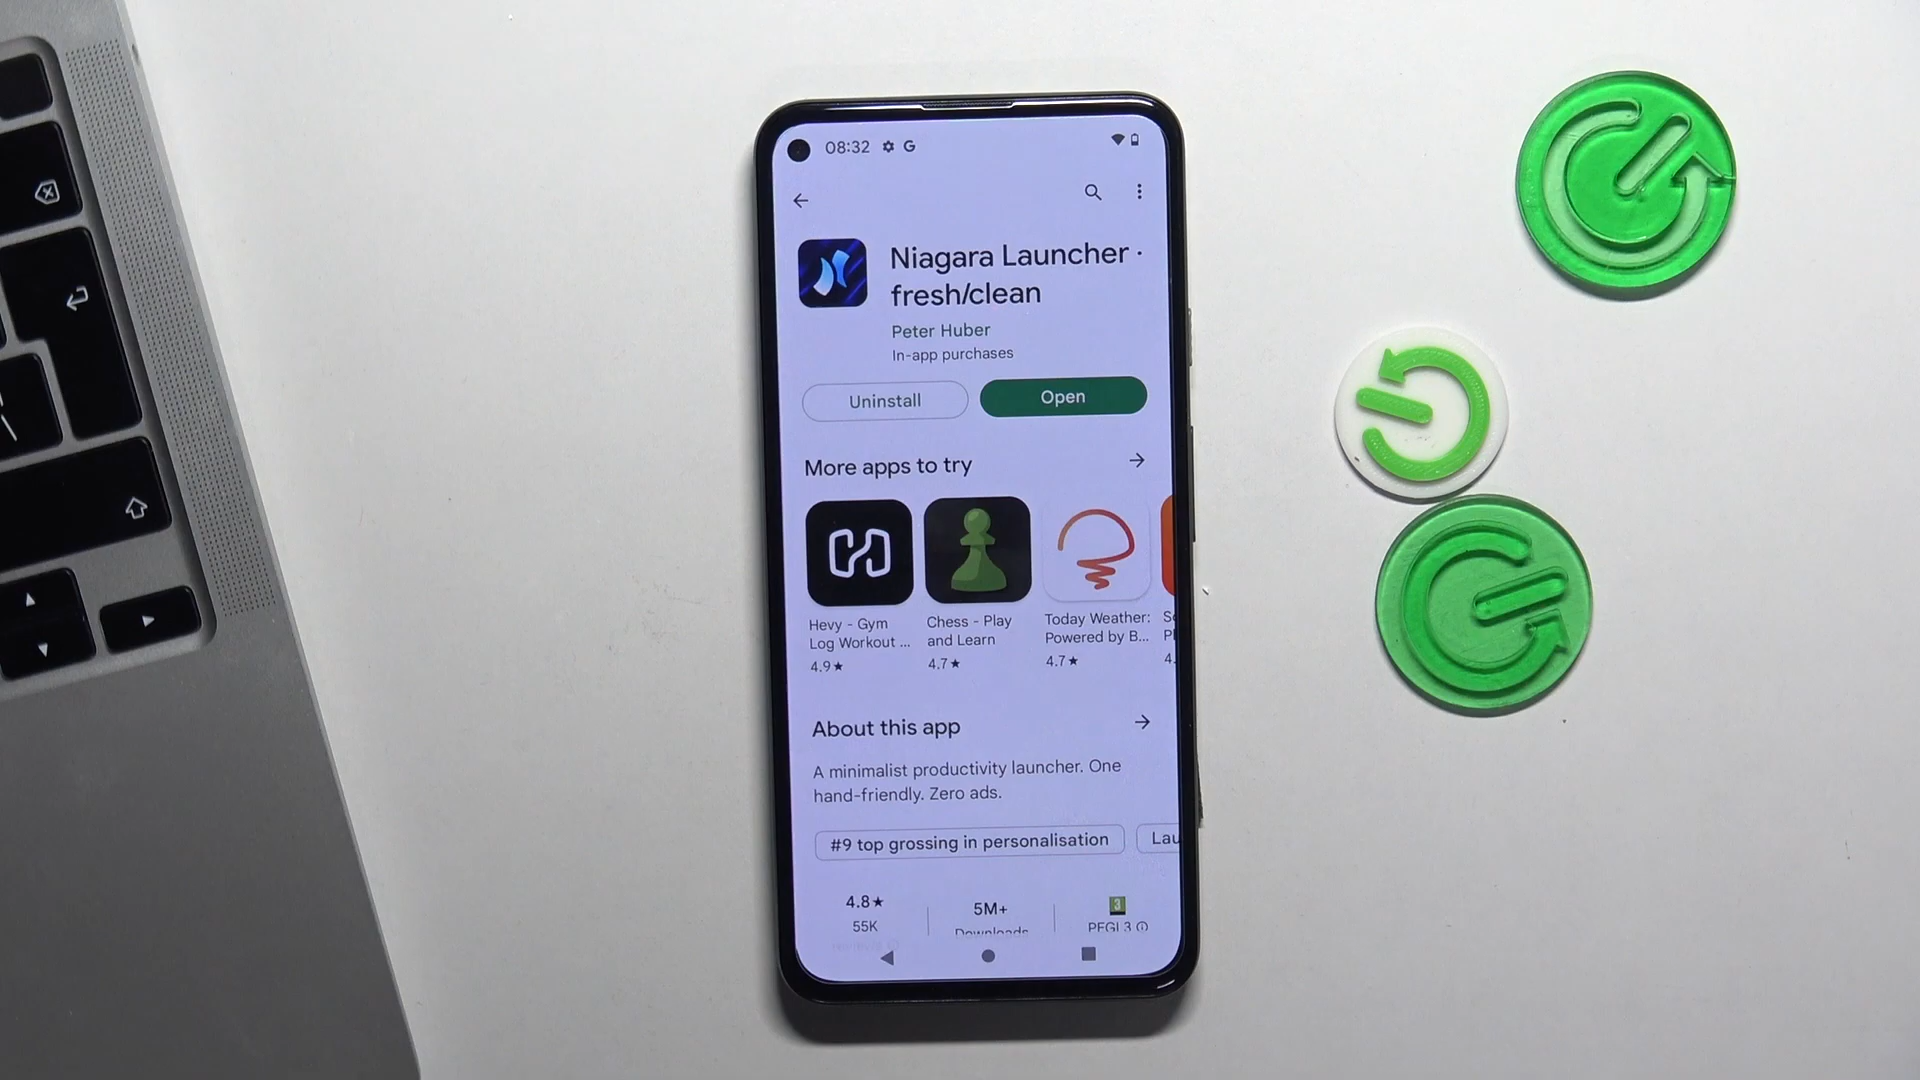 08:32 G
Niagara Launcher ·
fresh/clean
Peter Huber
In-app purchases
Uninstall
Open
More apps to try
Hevy - Gym
Log Workout ...
4.9★
Chess - Play
and Learn
4.7★
Today Weather:
Powered by B...
4.7★
4.
About this app
A minimalist productivity launcher. One
hand-friendly. Zero ads.
#9 top grossing in personalisation
Lau
4.8★
55K
5M+
Downloads
3
PEGI 3